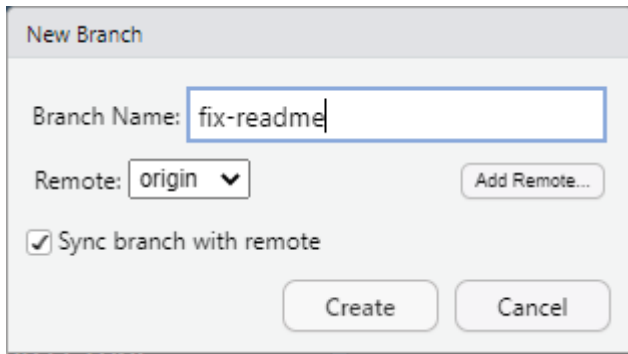 New Branch
Branch Name: fix-readme
Remote: origin Add Remote...
Sync branch with remote
Create Cancel